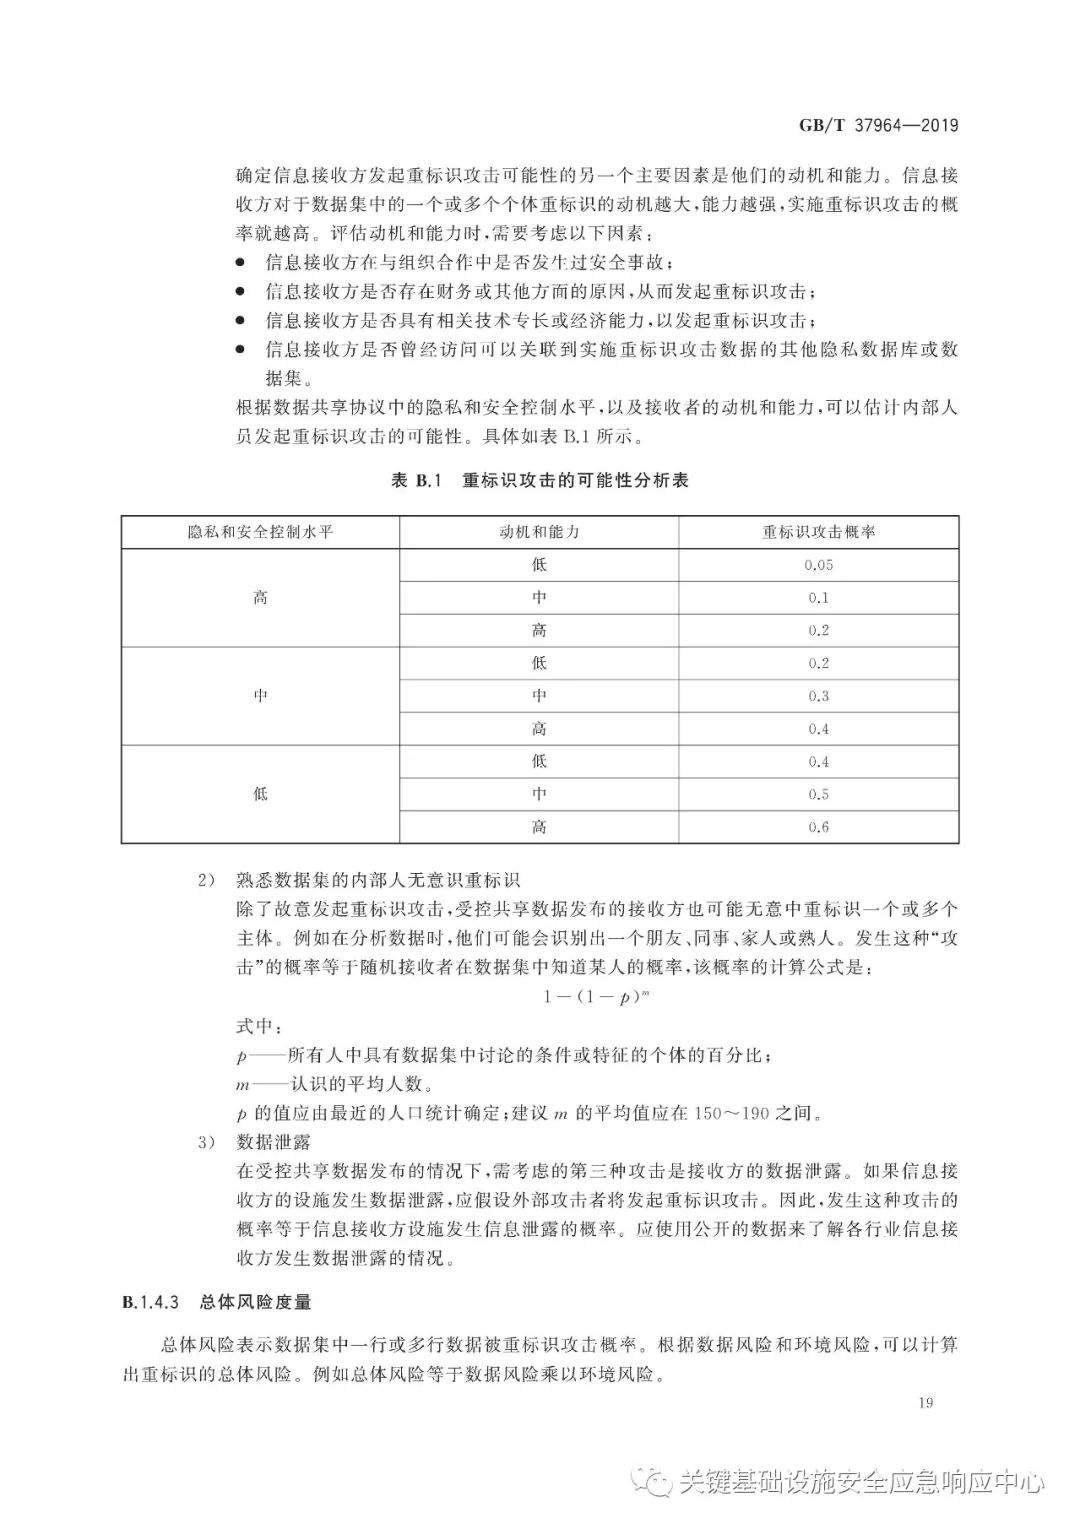 GB/T 37964—2019
确定信息接收方发起重标识攻击可能性的另一个主要因素是他们的动机和能力。信息接
收方对于数据集中的一个或多个个体重标识的动机越大,能力越强,实施重标识攻击的概
率就越高。评估动机和能力时,需要考虑以下因素:
● 信息接收方在与组织合作中是否发生过安全事故;
● 信息接收方是否存在财务或其他方面的原因,从而发起重标识攻击;
● 信息接收方是否具有相关技术专长或经济能力,以发起重标识攻击;
● 信息接收方是否曾经访问可以关联到实施重标识攻击数据的其他隐私数据库或数
据集。
根据数据共享协议中的隐私和安全控制水平,以及接收者的动机和能力,可以估计内部人
员发起重标识攻击的可能性。具体如表 B.1 所示。
表 B.1 重标识攻击的可能性分析表
隐私和安全控制水平 动机和能力 重标识攻击概率
高
低 0.05
中 0.1
高 0.2
中
低 0.2
中 0.3
高 0.4
低
低 0.4
中 0.5
高 0.6
2) 熟悉数据集的内部人无意识重标识
除了故意发起重标识攻击,受控共享数据发布的接收方也可能无意中重标识一个或多个
主体。例如在分析数据时,他们可能会识别出一个朋友、同事、家人或熟人。发生这种“攻
击”的概率等于随机接收者在数据集中知道某人的概率,该概率的计算公式是:
1－(1－p)^m
式中:
p——所有人中具有数据集中讨论的条件或特征的个体的百分比;
m——认识的平均人数。
p 的值应由最近的人口统计确定;建议 m 的平均值应在 150～190 之间。
3) 数据泄露
在受控共享数据发布的情况下,需考虑的第三种攻击是接收方的数据泄露。如果信息接
收方的设施发生数据泄露,应假设外部攻击者将发起重标识攻击。因此,发生这种攻击的
概率等于信息接收方设施发生信息泄露的概率。应使用公开的数据来了解各行业信息接
收方发生数据泄露的情况。
B.1.4.3 总体风险度量
总体风险表示数据集中一行或多行数据被重标识攻击概率。根据数据风险和环境风险,可以计算
出重标识的总体风险。例如总体风险等于数据风险乘以环境风险。
19
关键基础设施安全应急响应中心